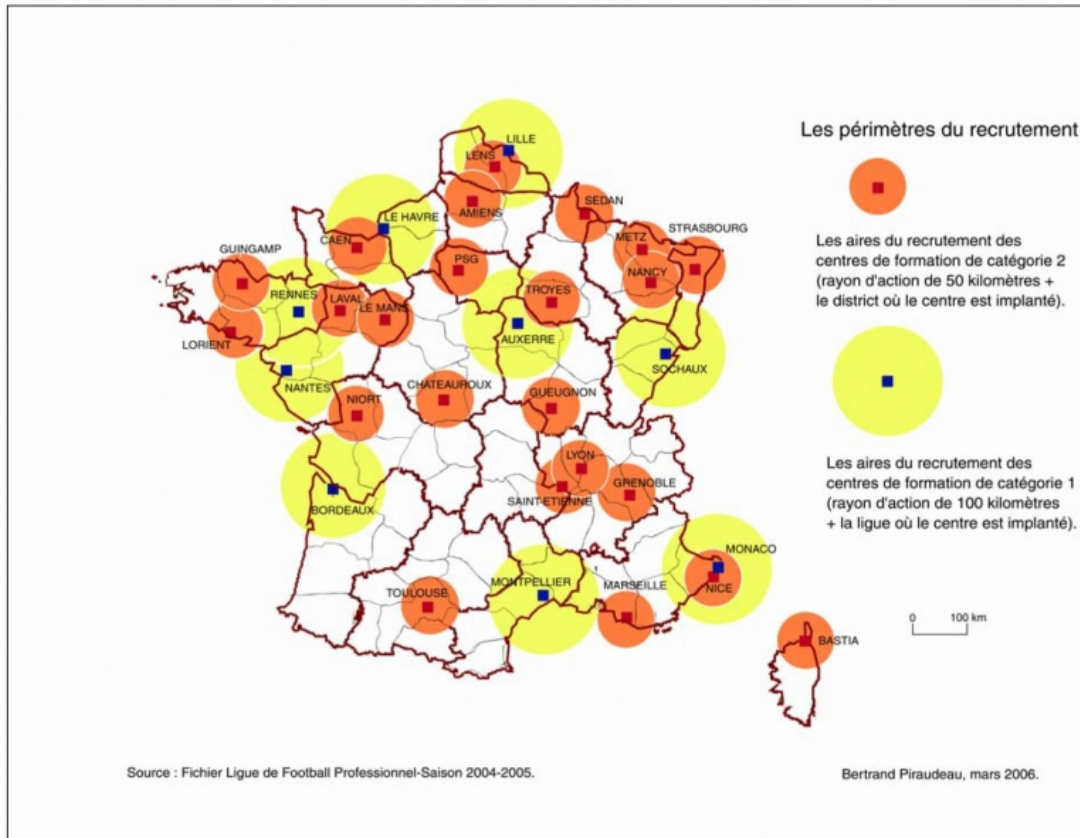 Les périmètres du recrutement
LILLE
LENS
AMIENS
SEDAN
LE HAVRE
CAEN
METZ
STRASBOURG
GUINGAMP
PSG
NANCY
RENNES
LAVAL
LE MANS
TROYES
AUXERRE
LORIENT
SOCHAUX
NANTES
NIORT
CHATEAUROUX
GUEUGNON
LYON
SAINT-ETIENNE
GRENOBLE
BORDEAUX
MONACO
NICE
MONTPELLIER
MARSEILLE
TOULOUSE
BASTIA
Les aires du recrutement des
centres de formation de catégorie 2
(rayon d'action de 50 kilomètres +
le district où le centre est implanté).
Les aires du recrutement des
centres de formation de catégorie 1
(rayon d'action de 100 kilomètres
+ la ligue où le centre est implanté).
0 100 km
Source : Fichier Ligue de Football Professionnel-Saison 2004-2005.
Bertrand Piraudeau, mars 2006.